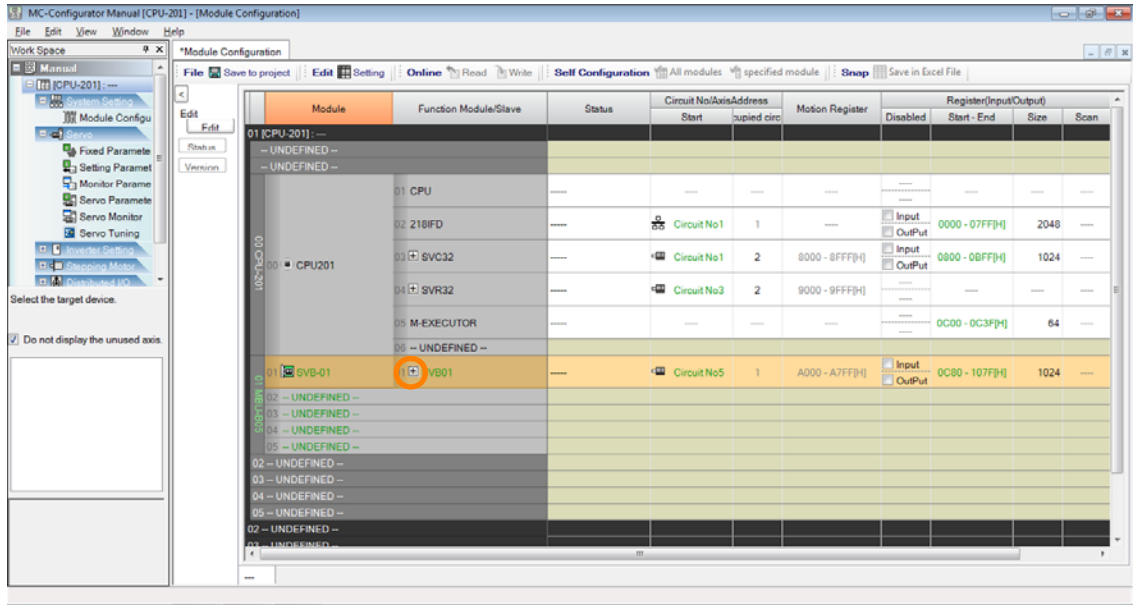 MC-Configurator Manual [CPU-201] - [Module Configuration]
File Edit View Window Help
Work Space
*Module Configuration
Manual
[CPU-201] : ---
System Setting
Module Configu
Servo
Fixed Paramete
Setting Paramet
Monitor Parame
Servo Paramete
Servo Monitor
Servo Tuning
Inverter Setting
Stepping Motor
Distributed I/O
Select the target device.
Do not display the unused axis.
File Save to project Edit Setting Online Read Write Self Configuration All modules specified module Snap Save in Excel File
<
Edit
Edit
Status
Version
Module Function Module/Slave Status Circuit No/AxisAddress Motion Register Register(Input/Output)
Start cupied circ Disabled Start - End Size Scan
01 [CPU-201] : ---
-- UNDEFINED --
-- UNDEFINED --
00 CPU-201
00 CPU201
01 CPU ----- ---- ---- ---- ---- ---- ---- ----
02 218IFD ----- Circuit No1 1 ---- Input OutPut 0000 - 07FF[H] 2048 ----
03 SVC32 ----- Circuit No1 2 8000 - 8FFF[H] Input OutPut 0800 - 0BFF[H] 1024 ----
04 SVR32 ----- Circuit No3 2 9000 - 9FFF[H] ---- ---- ---- ----
05 M-EXECUTOR ----- ---- ---- ---- ---- 0C00 - 0C3F[H] 64 ----
06 -- UNDEFINED --
01 MBU-B05
01 SVB-01 VB01 ----- Circuit No5 1 A000 - A7FF[H] Input OutPut 0C80 - 107F[H] 1024 ----
02 -- UNDEFINED --
03 -- UNDEFINED --
04 -- UNDEFINED --
05 -- UNDEFINED --
02 -- UNDEFINED --
03 -- UNDEFINED --
04 -- UNDEFINED --
05 -- UNDEFINED --
02 -- UNDEFINED --
03 -- UNDEFINED --
---